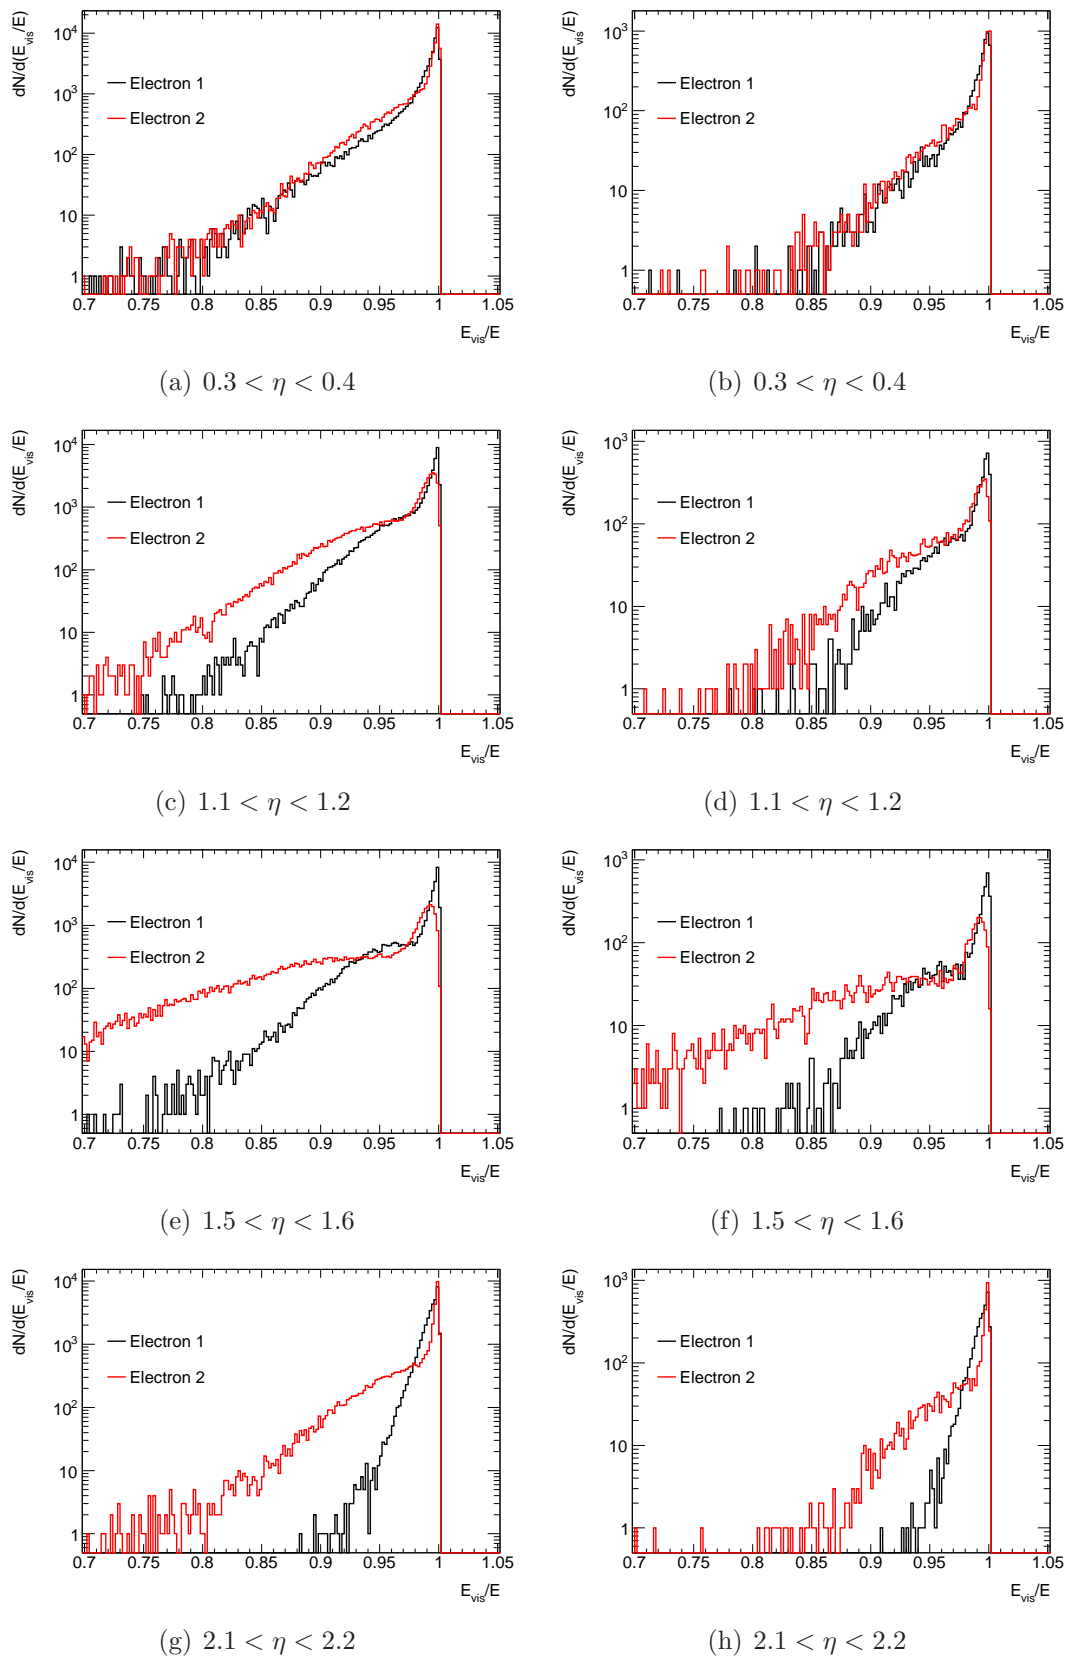 dN/d(E_vis/E)
10^4
10^3
10^2
10
1
Electron 1
Electron 2
0.7 0.75 0.8 0.85 0.9 0.95 1 1.05
E_vis/E
(a) 0.3 < η < 0.4
dN/d(E_vis/E)
10^3
10^2
10
1
Electron 1
Electron 2
0.7 0.75 0.8 0.85 0.9 0.95 1 1.05
E_vis/E
(b) 0.3 < η < 0.4
dN/d(E_vis/E)
10^4
10^3
10^2
10
1
Electron 1
Electron 2
0.7 0.75 0.8 0.85 0.9 0.95 1 1.05
E_vis/E
(c) 1.1 < η < 1.2
dN/d(E_vis/E)
10^3
10^2
10
1
Electron 1
Electron 2
0.7 0.75 0.8 0.85 0.9 0.95 1 1.05
E_vis/E
(d) 1.1 < η < 1.2
dN/d(E_vis/E)
10^4
10^3
10^2
10
1
Electron 1
Electron 2
0.7 0.75 0.8 0.85 0.9 0.95 1 1.05
E_vis/E
(e) 1.5 < η < 1.6
dN/d(E_vis/E)
10^3
10^2
10
1
Electron 1
Electron 2
0.7 0.75 0.8 0.85 0.9 0.95 1 1.05
E_vis/E
(f) 1.5 < η < 1.6
dN/d(E_vis/E)
10^4
10^3
10^2
10
1
Electron 1
Electron 2
0.7 0.75 0.8 0.85 0.9 0.95 1 1.05
E_vis/E
(g) 2.1 < η < 2.2
dN/d(E_vis/E)
10^3
10^2
10
1
Electron 1
Electron 2
0.7 0.75 0.8 0.85 0.9 0.95 1 1.05
E_vis/E
(h) 2.1 < η < 2.2